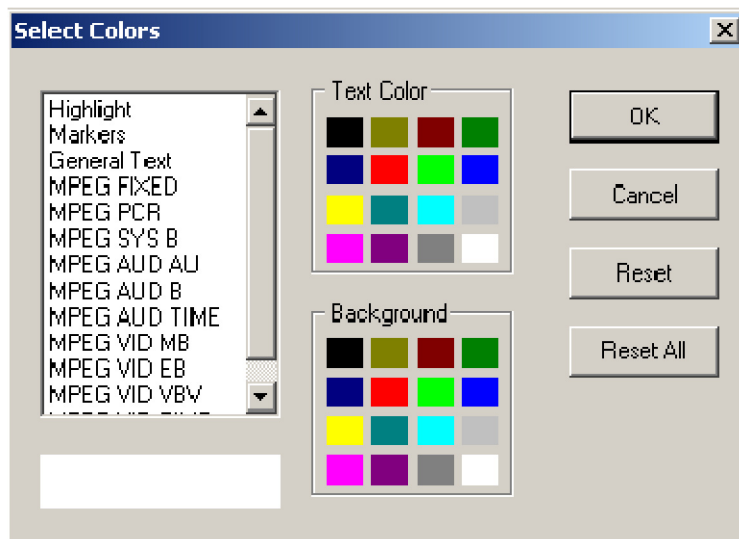 Select Colors
Highlight
Markers
General Text
MPEG FIXED
MPEG PCR
MPEG SYS B
MPEG AUD AU
MPEG AUD B
MPEG AUD TIME
MPEG VID MB
MPEG VID EB
MPEG VID VBV
Text Color
Background
OK
Cancel
Reset
Reset All